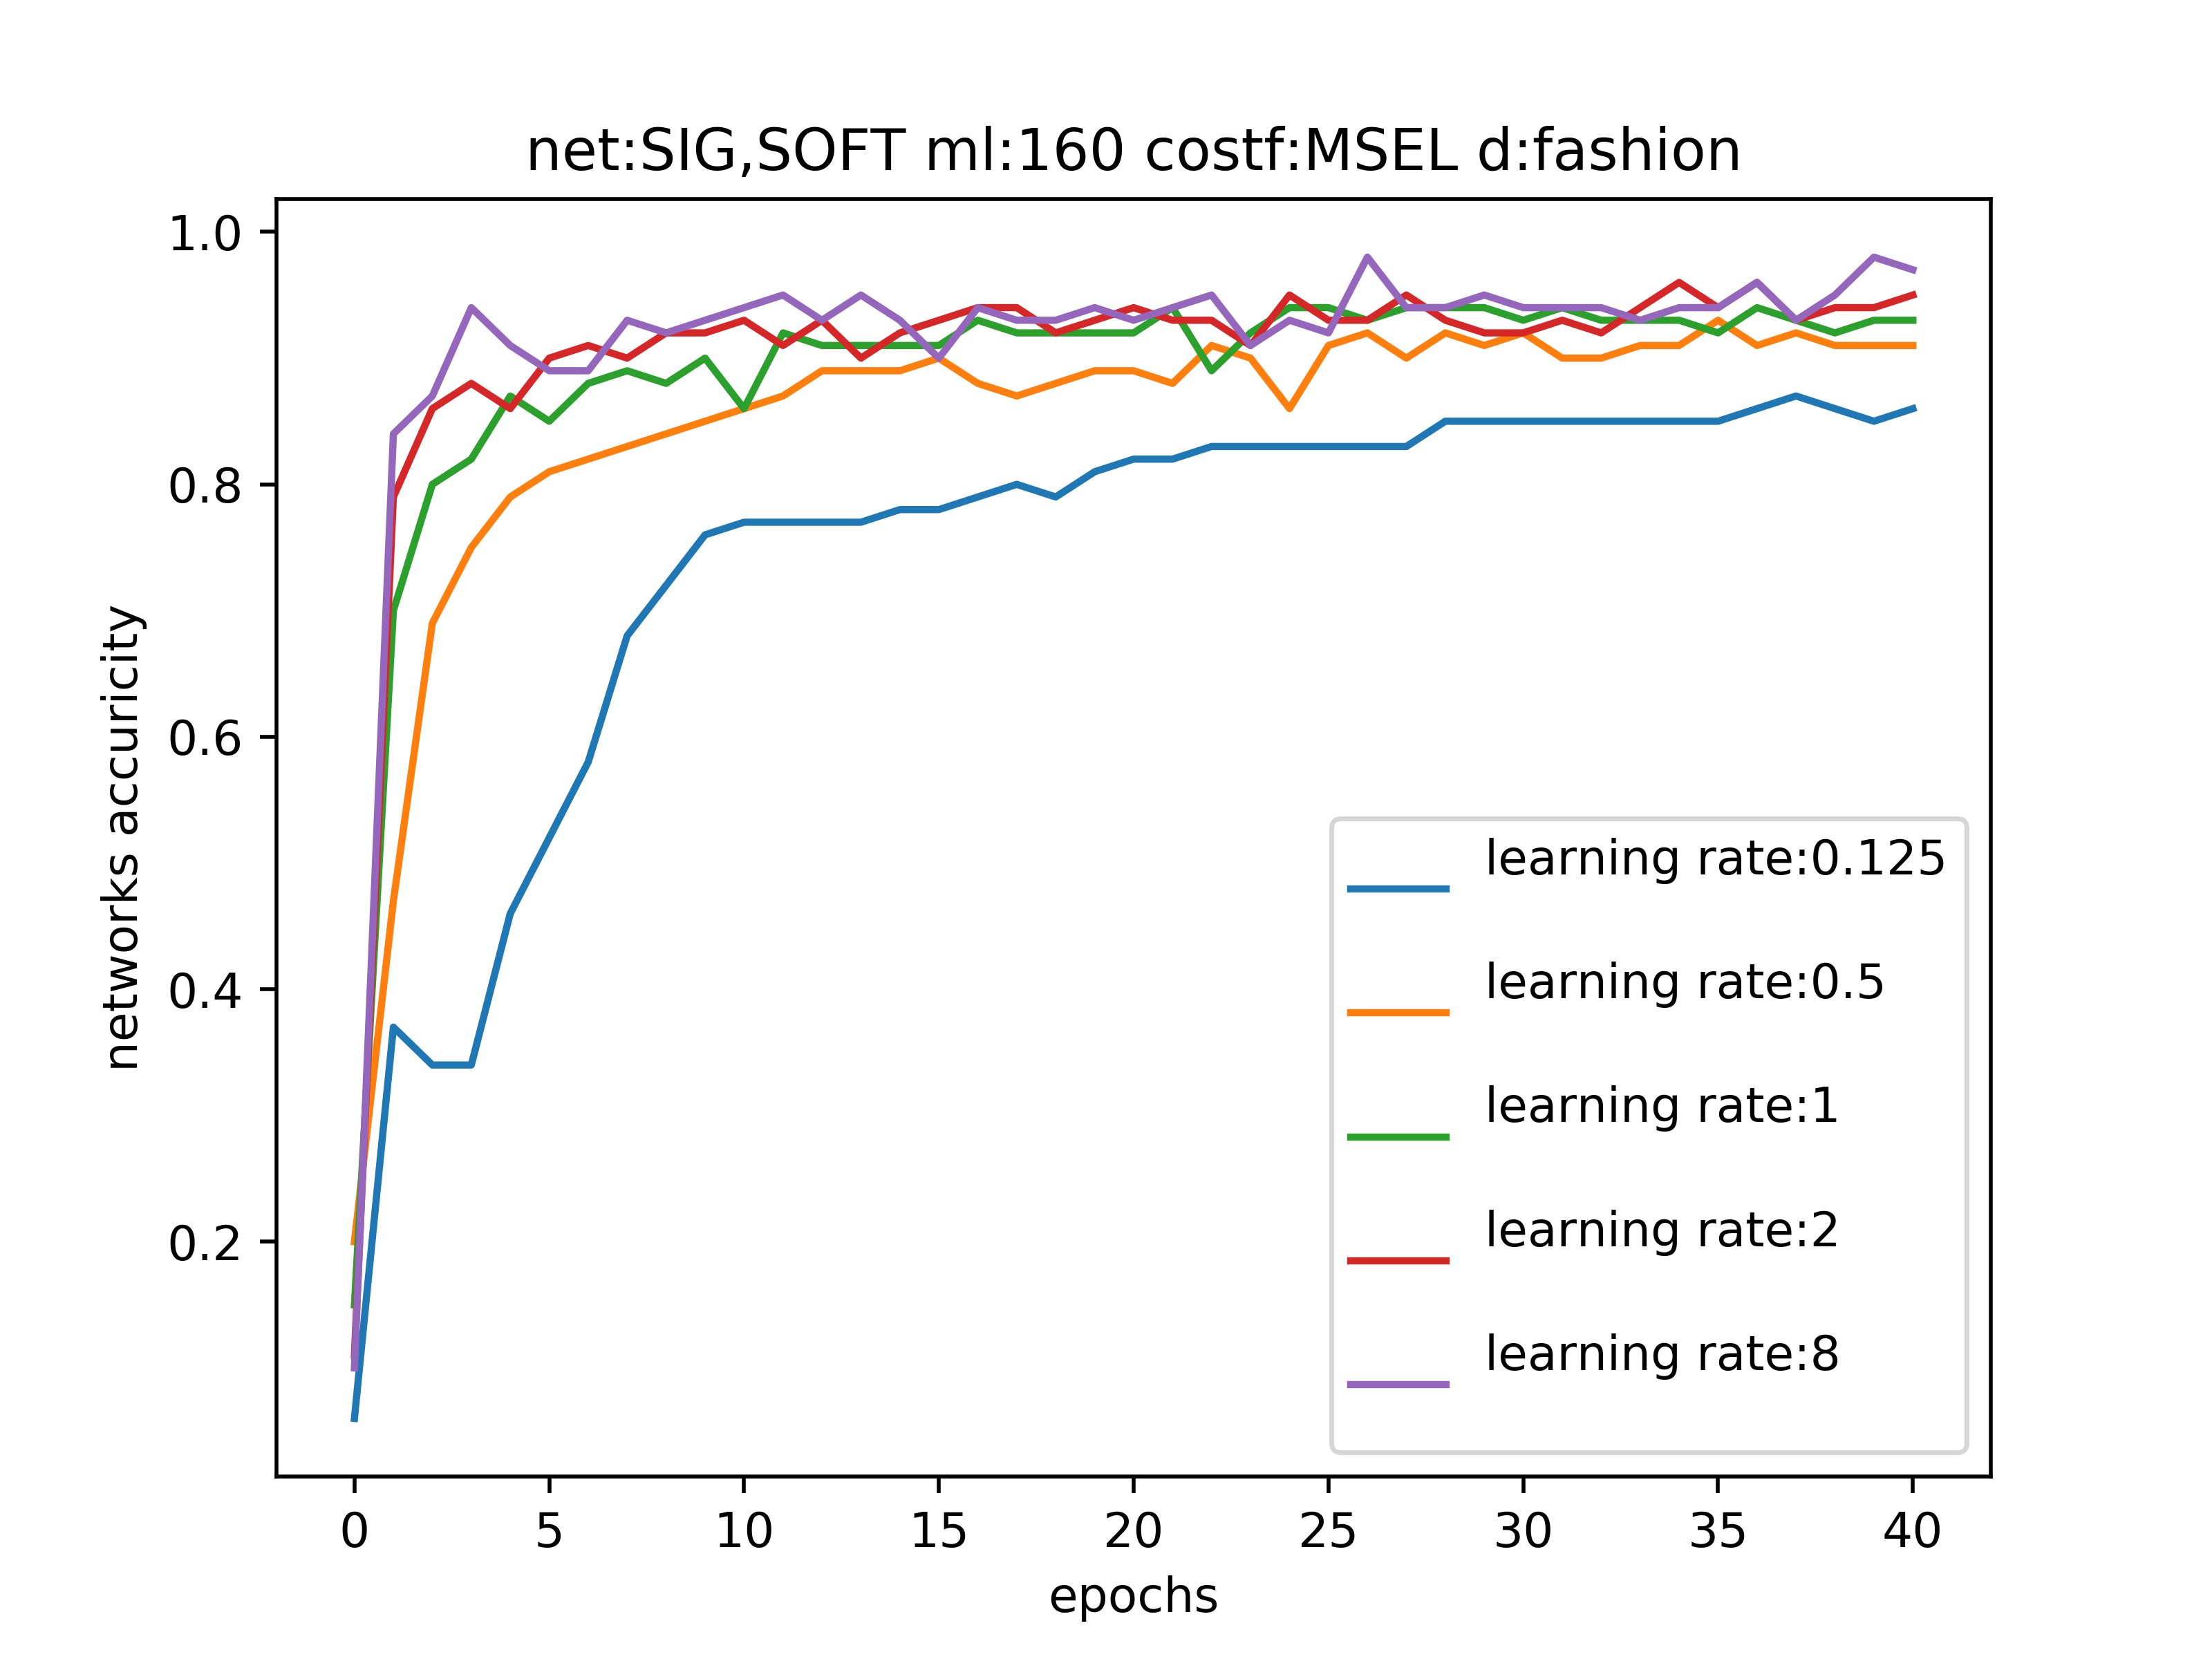 net:SIG,SOFT ml:160 costf:MSEL d:fashion
networks accuricity
1.0
0.8
0.6
0.4
0.2
learning rate:0.125
learning rate:0.5
learning rate:1
learning rate:2
learning rate:8
0 5 10 15 20 25 30 35 40
epochs